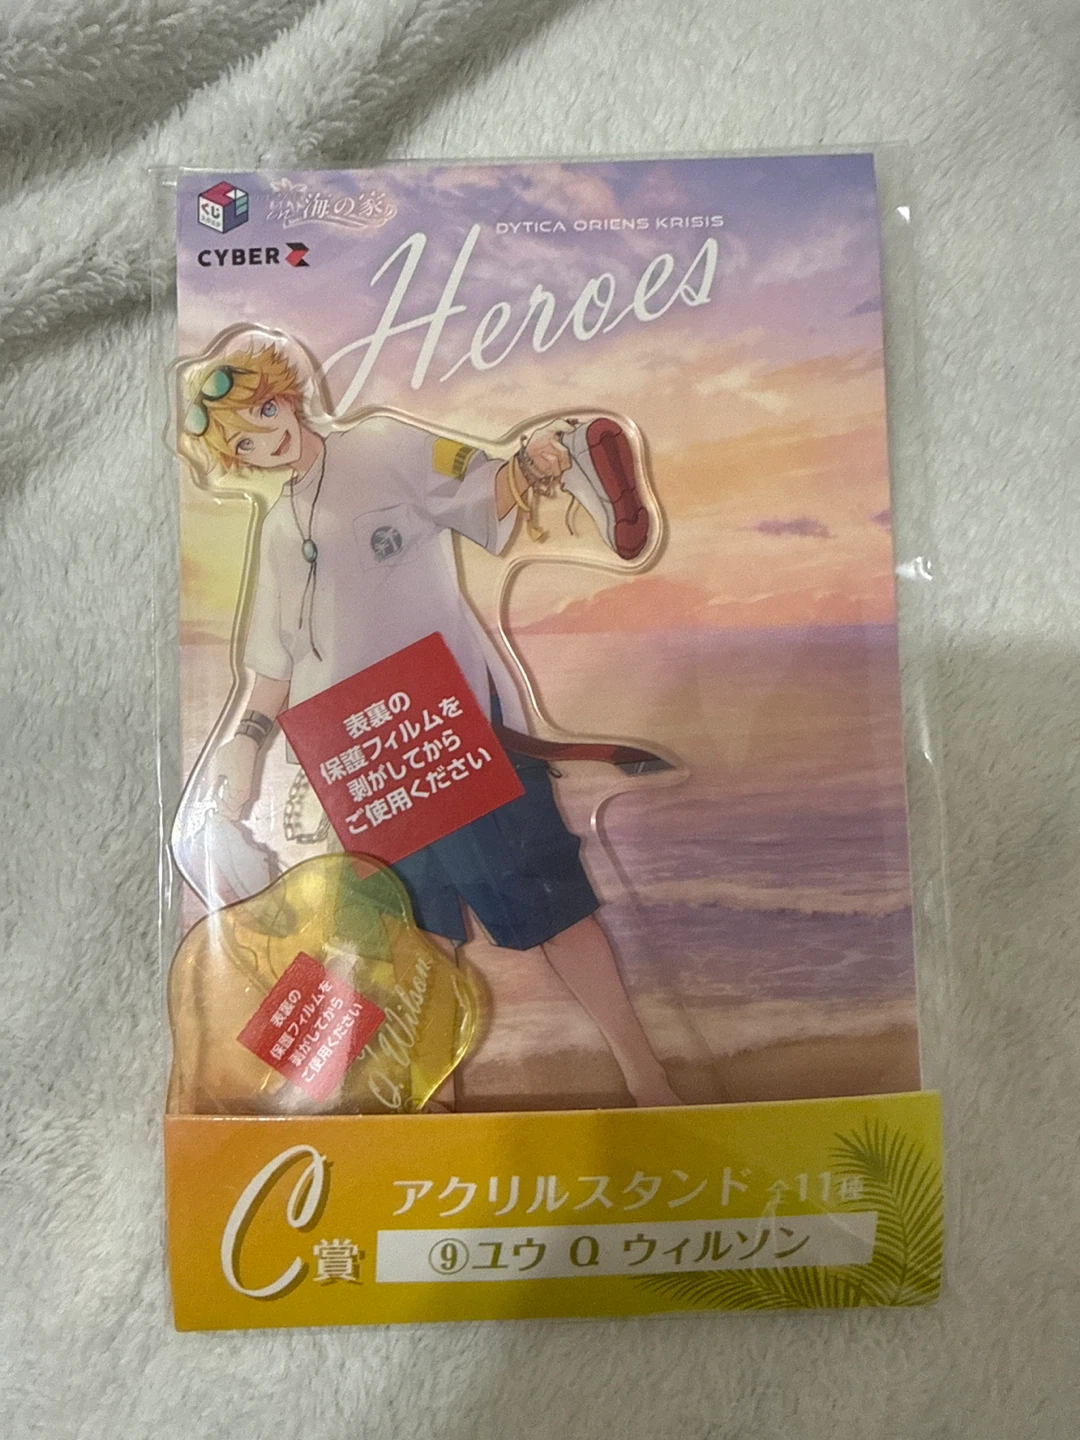 くじ
海の家
CYBER Z
DYTICA ORIENS KRISIS
Heroes
表裏の
保護フィルムを
剥がしてから
ご使用ください
表裏の
保護フィルムを
剥がしてから
ご使用ください
Q. Wilson
C賞
アクリルスタンド 全11種
⑨ユウ Q ウィルソン